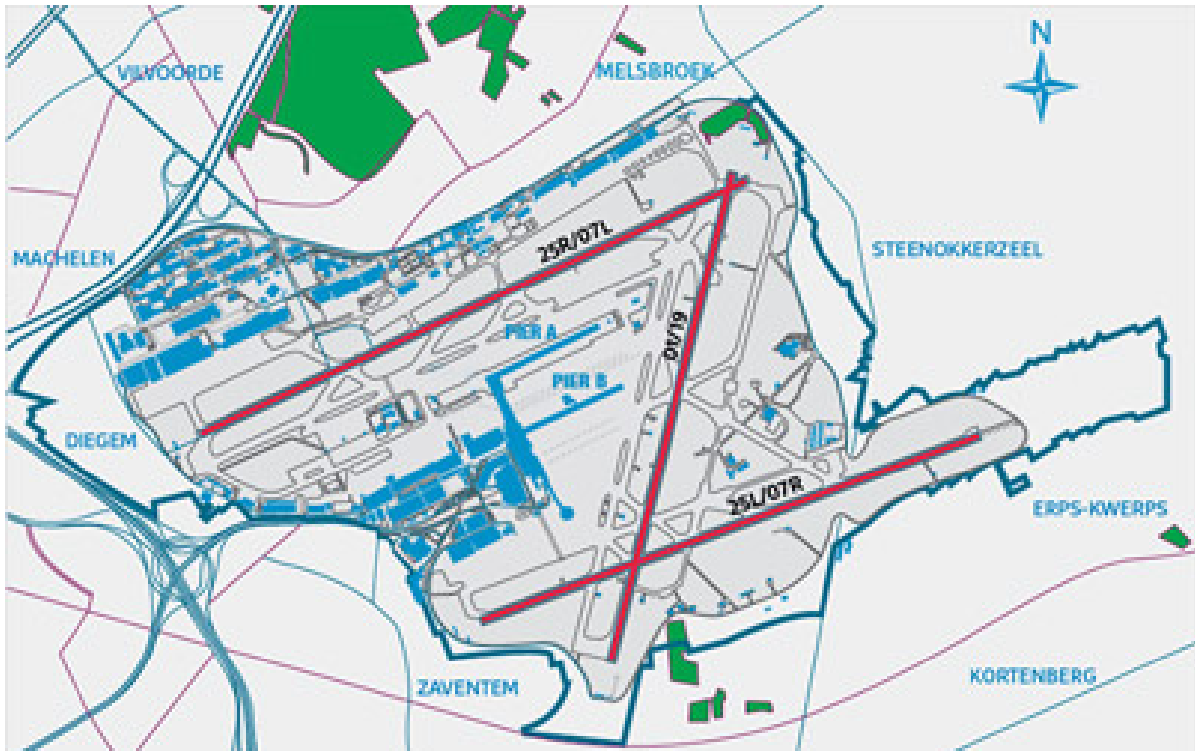 N
VILVOORDE
MELSBROEK
MACHELEN
25R/07L
STEENOKKERZEEL
PIER A
01/19
PIER B
DIEGEM
25L/07R
ERPS-KWERPS
ZAVENTEM
KORTENBERG